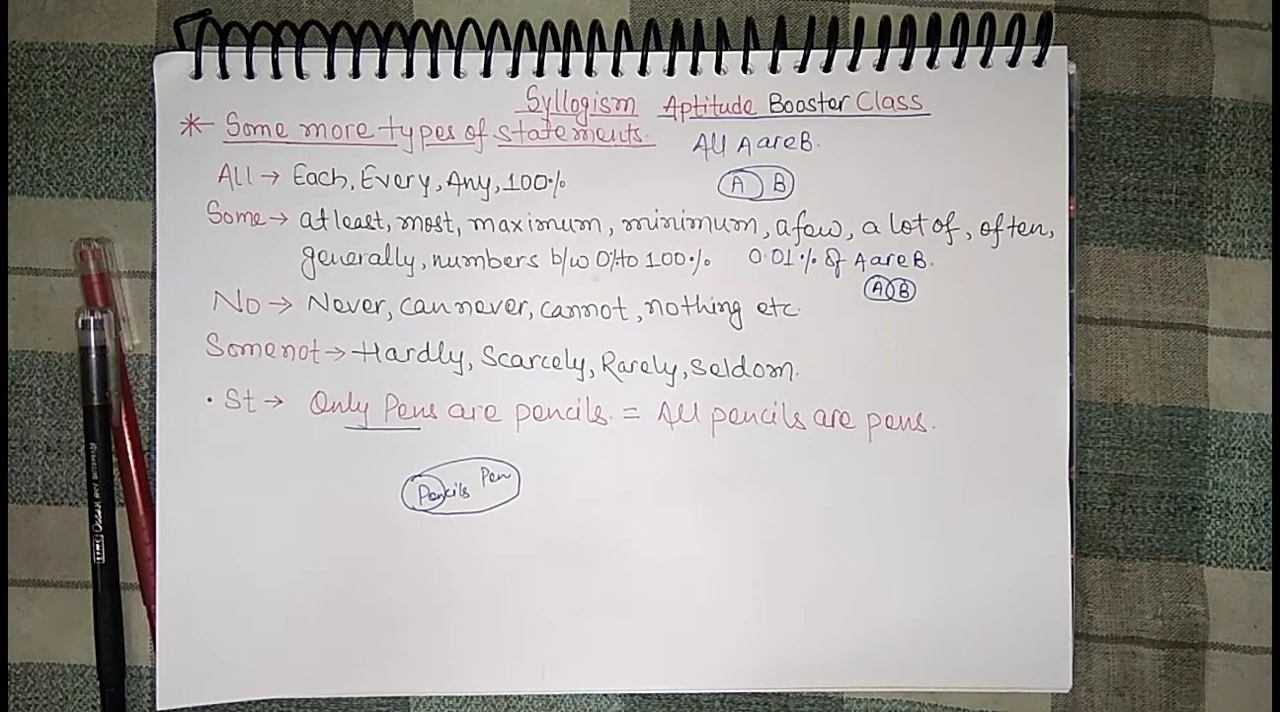 Syllogism Aptitude Booster Class
* Some more types of statements.
All A are B.
All → Each, Every, Any, 100%
A B
Some → atleast, most, maximum, minimum, a few, a lot of, often,
generally, numbers b/w 0% to 100%. 0.01% of A are B.
A B
No → Never, can never, cannot, nothing etc.
Some not → Hardly, Scarcely, Rarely, Seldom.
• St → Only Pens are pencils. = All pencils are pens.
Pencils Pen